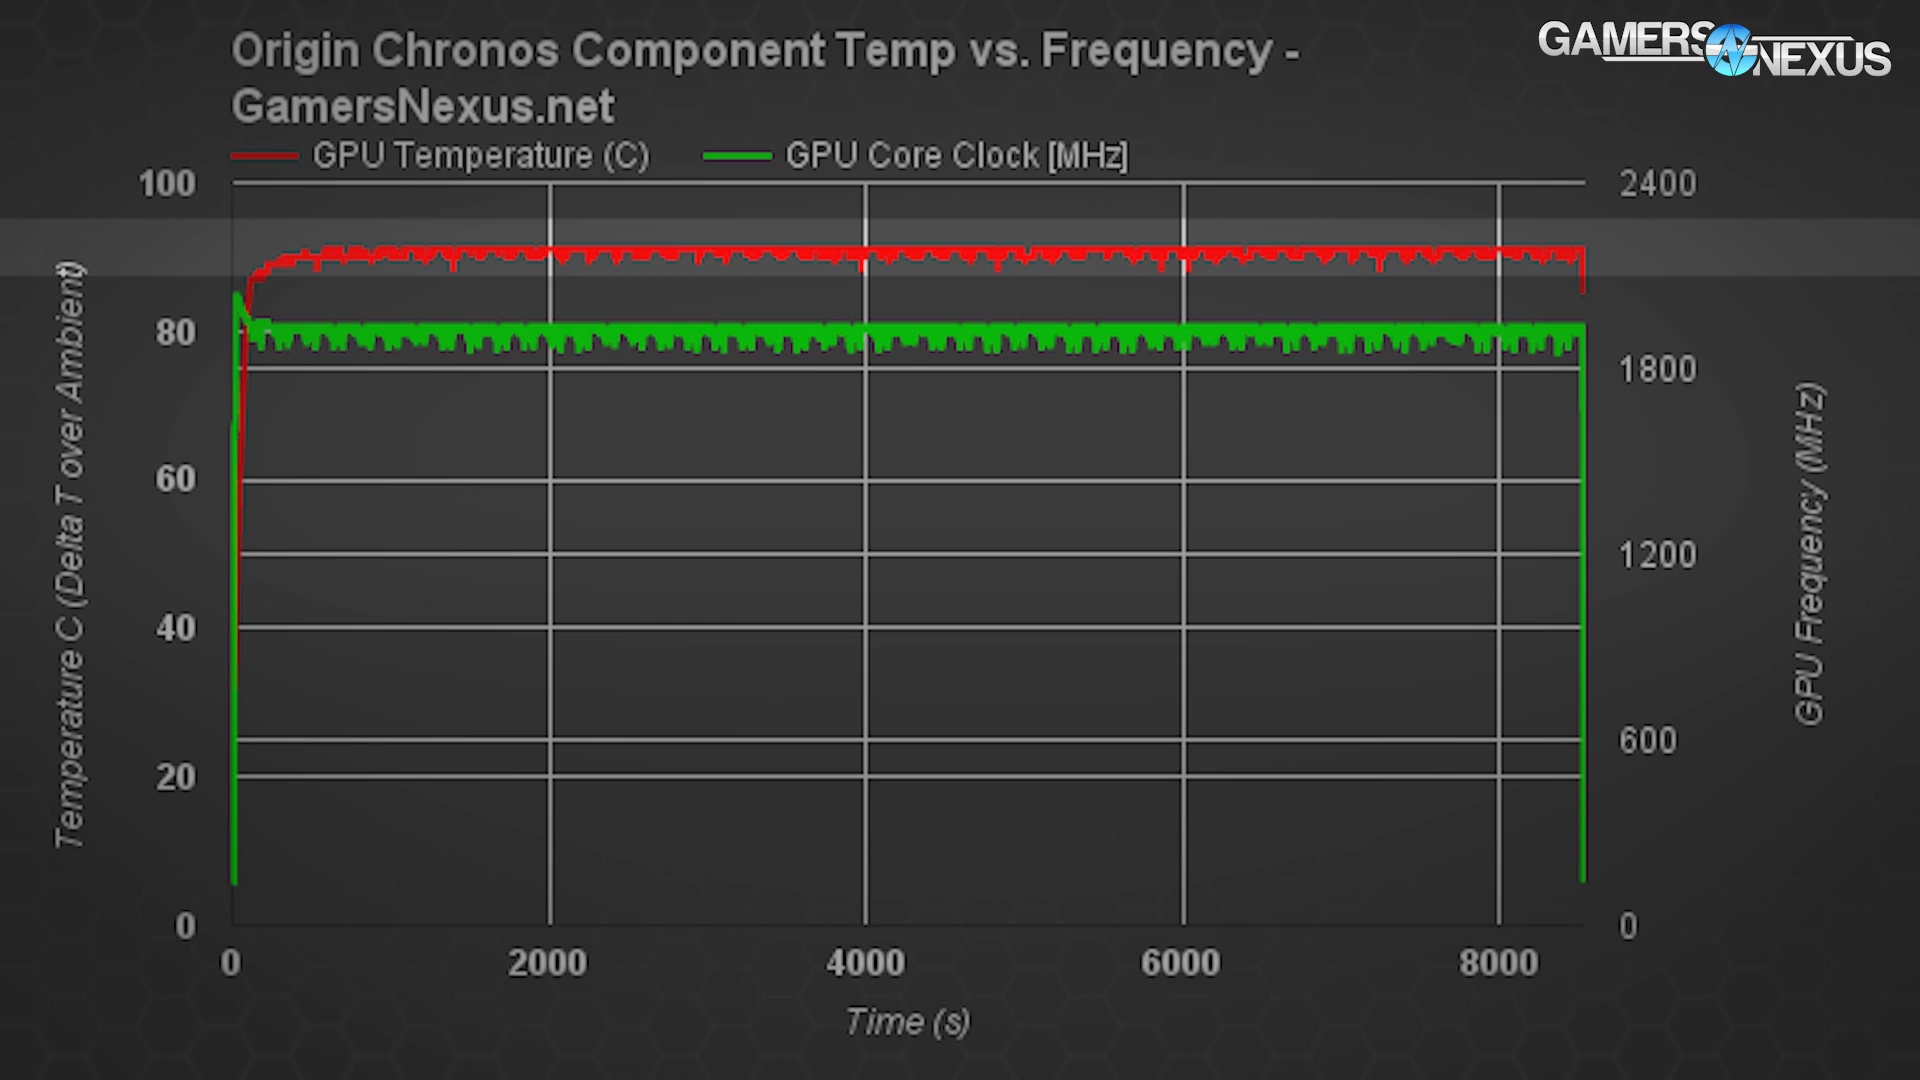 GAMERS NEXUS
Origin Chronos Component Temp vs. Frequency -
GamersNexus.net
GPU Temperature (C) GPU Core Clock [MHz]
100
80
60
40
20
0
Temperature C (Delta T over Ambient)
2400
1800
1200
600
0
GPU Frequency (MHz)
0 2000 4000 6000 8000
Time (s)